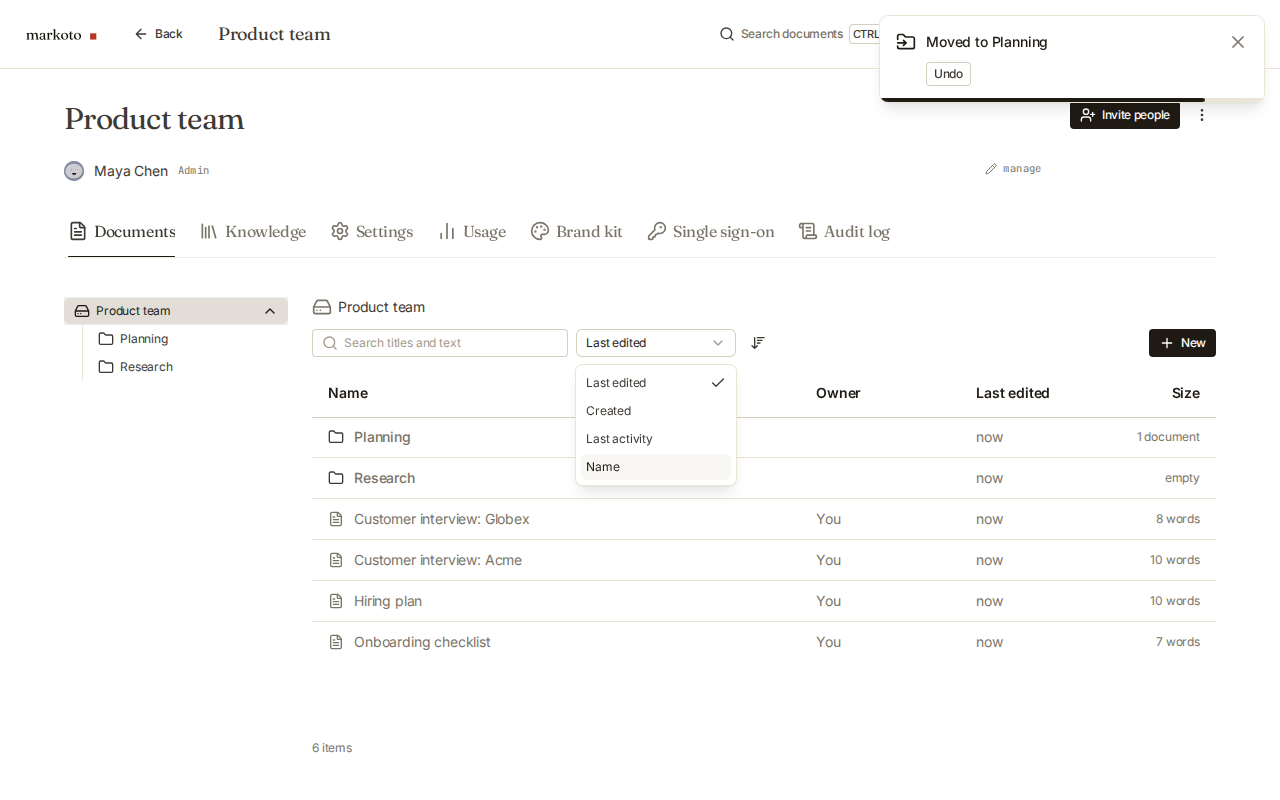 markoto
Back
Product team
Search documents
CTRL
Moved to Planning
Undo
Product team
Invite people
Maya Chen
Admin
manage
Documents
Knowledge
Settings
Usage
Brand kit
Single sign-on
Audit log
Product team
Planning
Research
Product team
Search titles and text
Last edited
New
Last edited
Created
Last activity
Name
Name
Owner
Last edited
Size
Planning
now
1 document
Research
now
empty
Customer interview: Globex
You
now
8 words
Customer interview: Acme
You
now
10 words
Hiring plan
You
now
10 words
Onboarding checklist
You
now
7 words
6 items